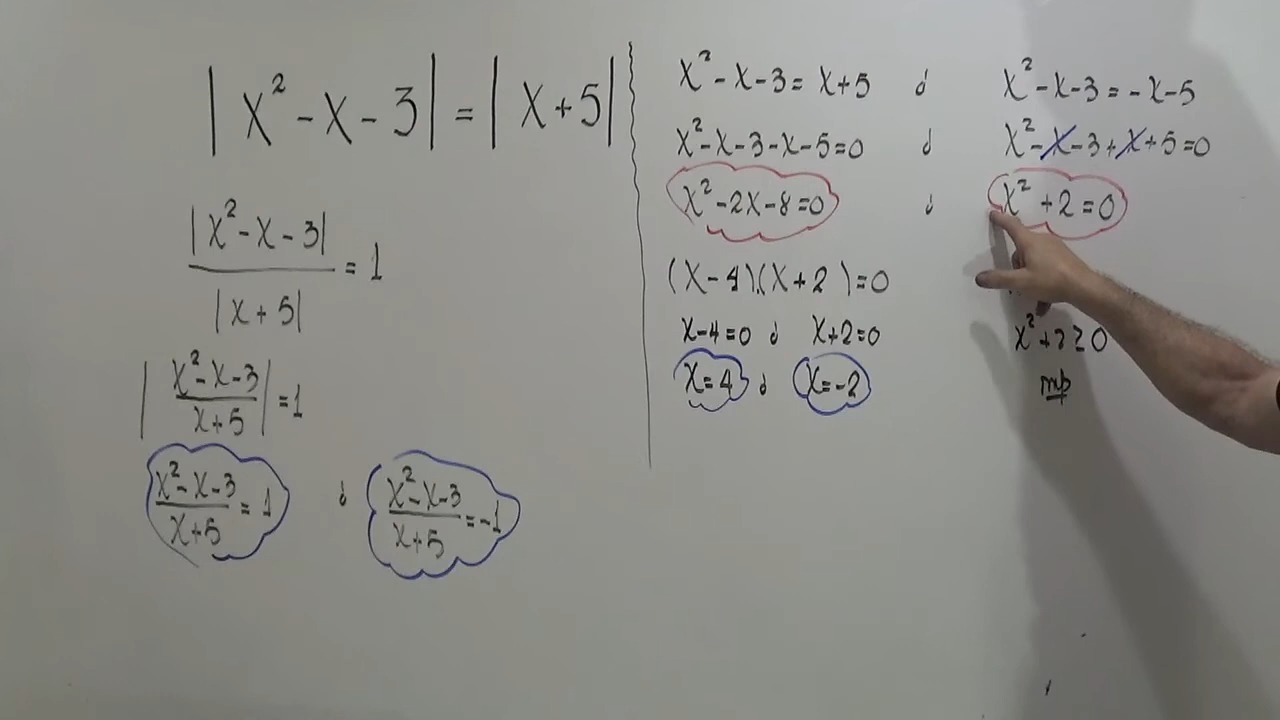 |x² - x - 3| = |x + 5|
|x² - x - 3| / |x + 5| = 1
|(x² - x - 3) / (x + 5)| = 1
(x² - x - 3) / (x + 5) = 1 ó (x² - x - 3) / (x + 5) = -1
x² - x - 3 = x + 5 ó x² - x - 3 = -x - 5
x² - x - 3 - x - 5 = 0 ó x² - x - 3 + x + 5 = 0
x² - 2x - 8 = 0 ó x² + 2 = 0
(x - 4).(x + 2) = 0
x - 4 = 0 ó x + 2 = 0 x² + 2 ≥ 0
x = 4 ó x = -2